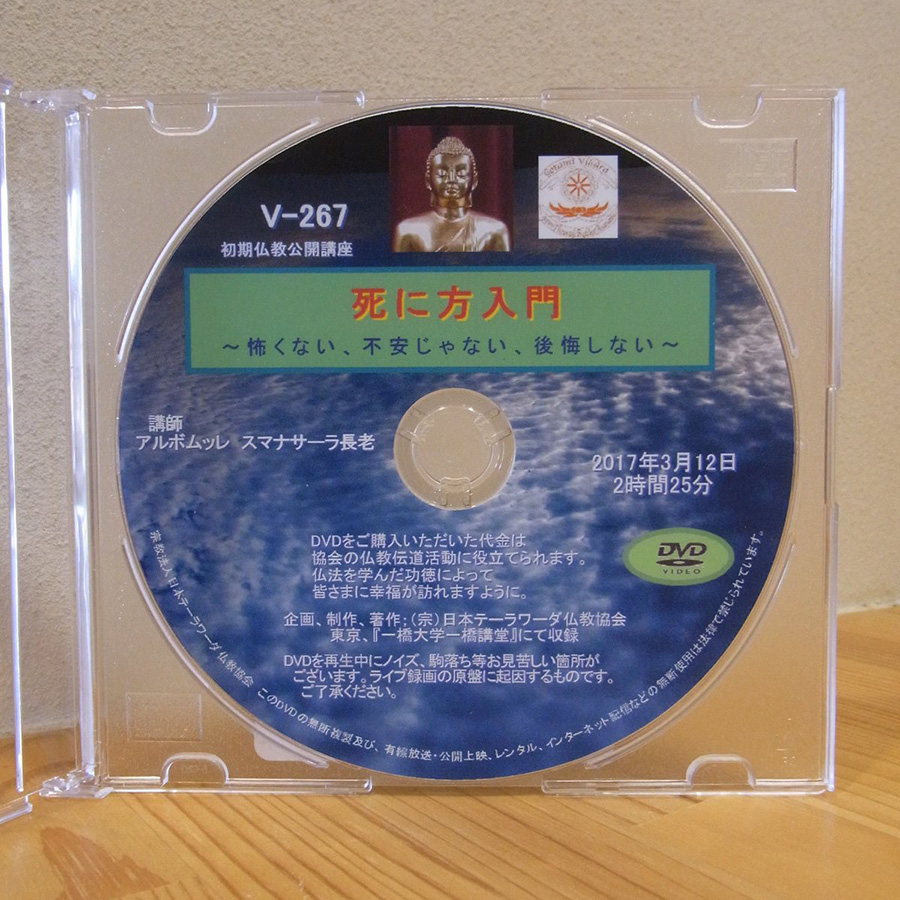 V-267
初期仏教公開講座
死に方入門
~怖くない、不安じゃない、後悔しない~
講師
アルボムッレ スマナサーラ長老
2017年3月12日
2時間25分
DVDをご購入いただいた代金は
協会の仏教伝道活動に役立てられます。
仏法を学んだ功徳によって
皆さまに幸福が訪れますように。
DVD
VIDEO
企画、制作、著作;(宗)日本テーラワーダ仏教協会
東京、『一橋大学一橋講堂』にて収録
DVDを再生中にノイズ、駒落ち等お見苦しい箇所が
ございます。ライブ録画の原盤に起因するものです。
ご了承ください。
宗教法人日本テーラワーダ仏教協会 このDVDの無断複製及び、有線放送・公開上映、レンタル、インターネット配信などの無断使用は法律で禁じられています。